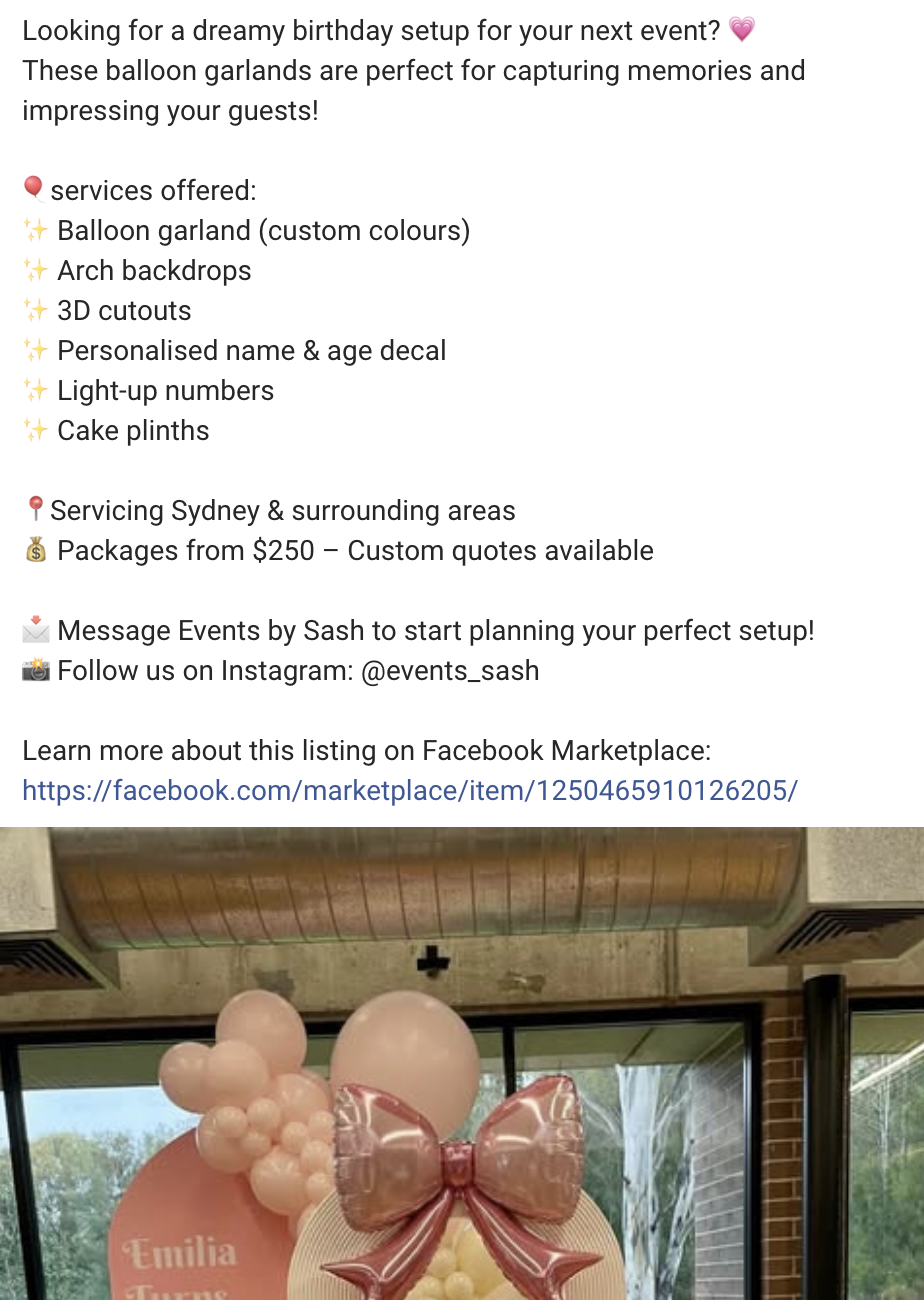 Looking for a dreamy birthday setup for your next event? 💗
These balloon garlands are perfect for capturing memories and
impressing your guests!
🎈services offered:
✨ Balloon garland (custom colours)
✨ Arch backdrops
✨ 3D cutouts
✨ Personalised name & age decal
✨ Light-up numbers
✨ Cake plinths
📍Servicing Sydney & surrounding areas
💰 Packages from $250 – Custom quotes available
📩 Message Events by Sash to start planning your perfect setup!
📸 Follow us on Instagram: @events_sash
Learn more about this listing on Facebook Marketplace:
https://facebook.com/marketplace/item/1250465910126205/
Emilia
Turns